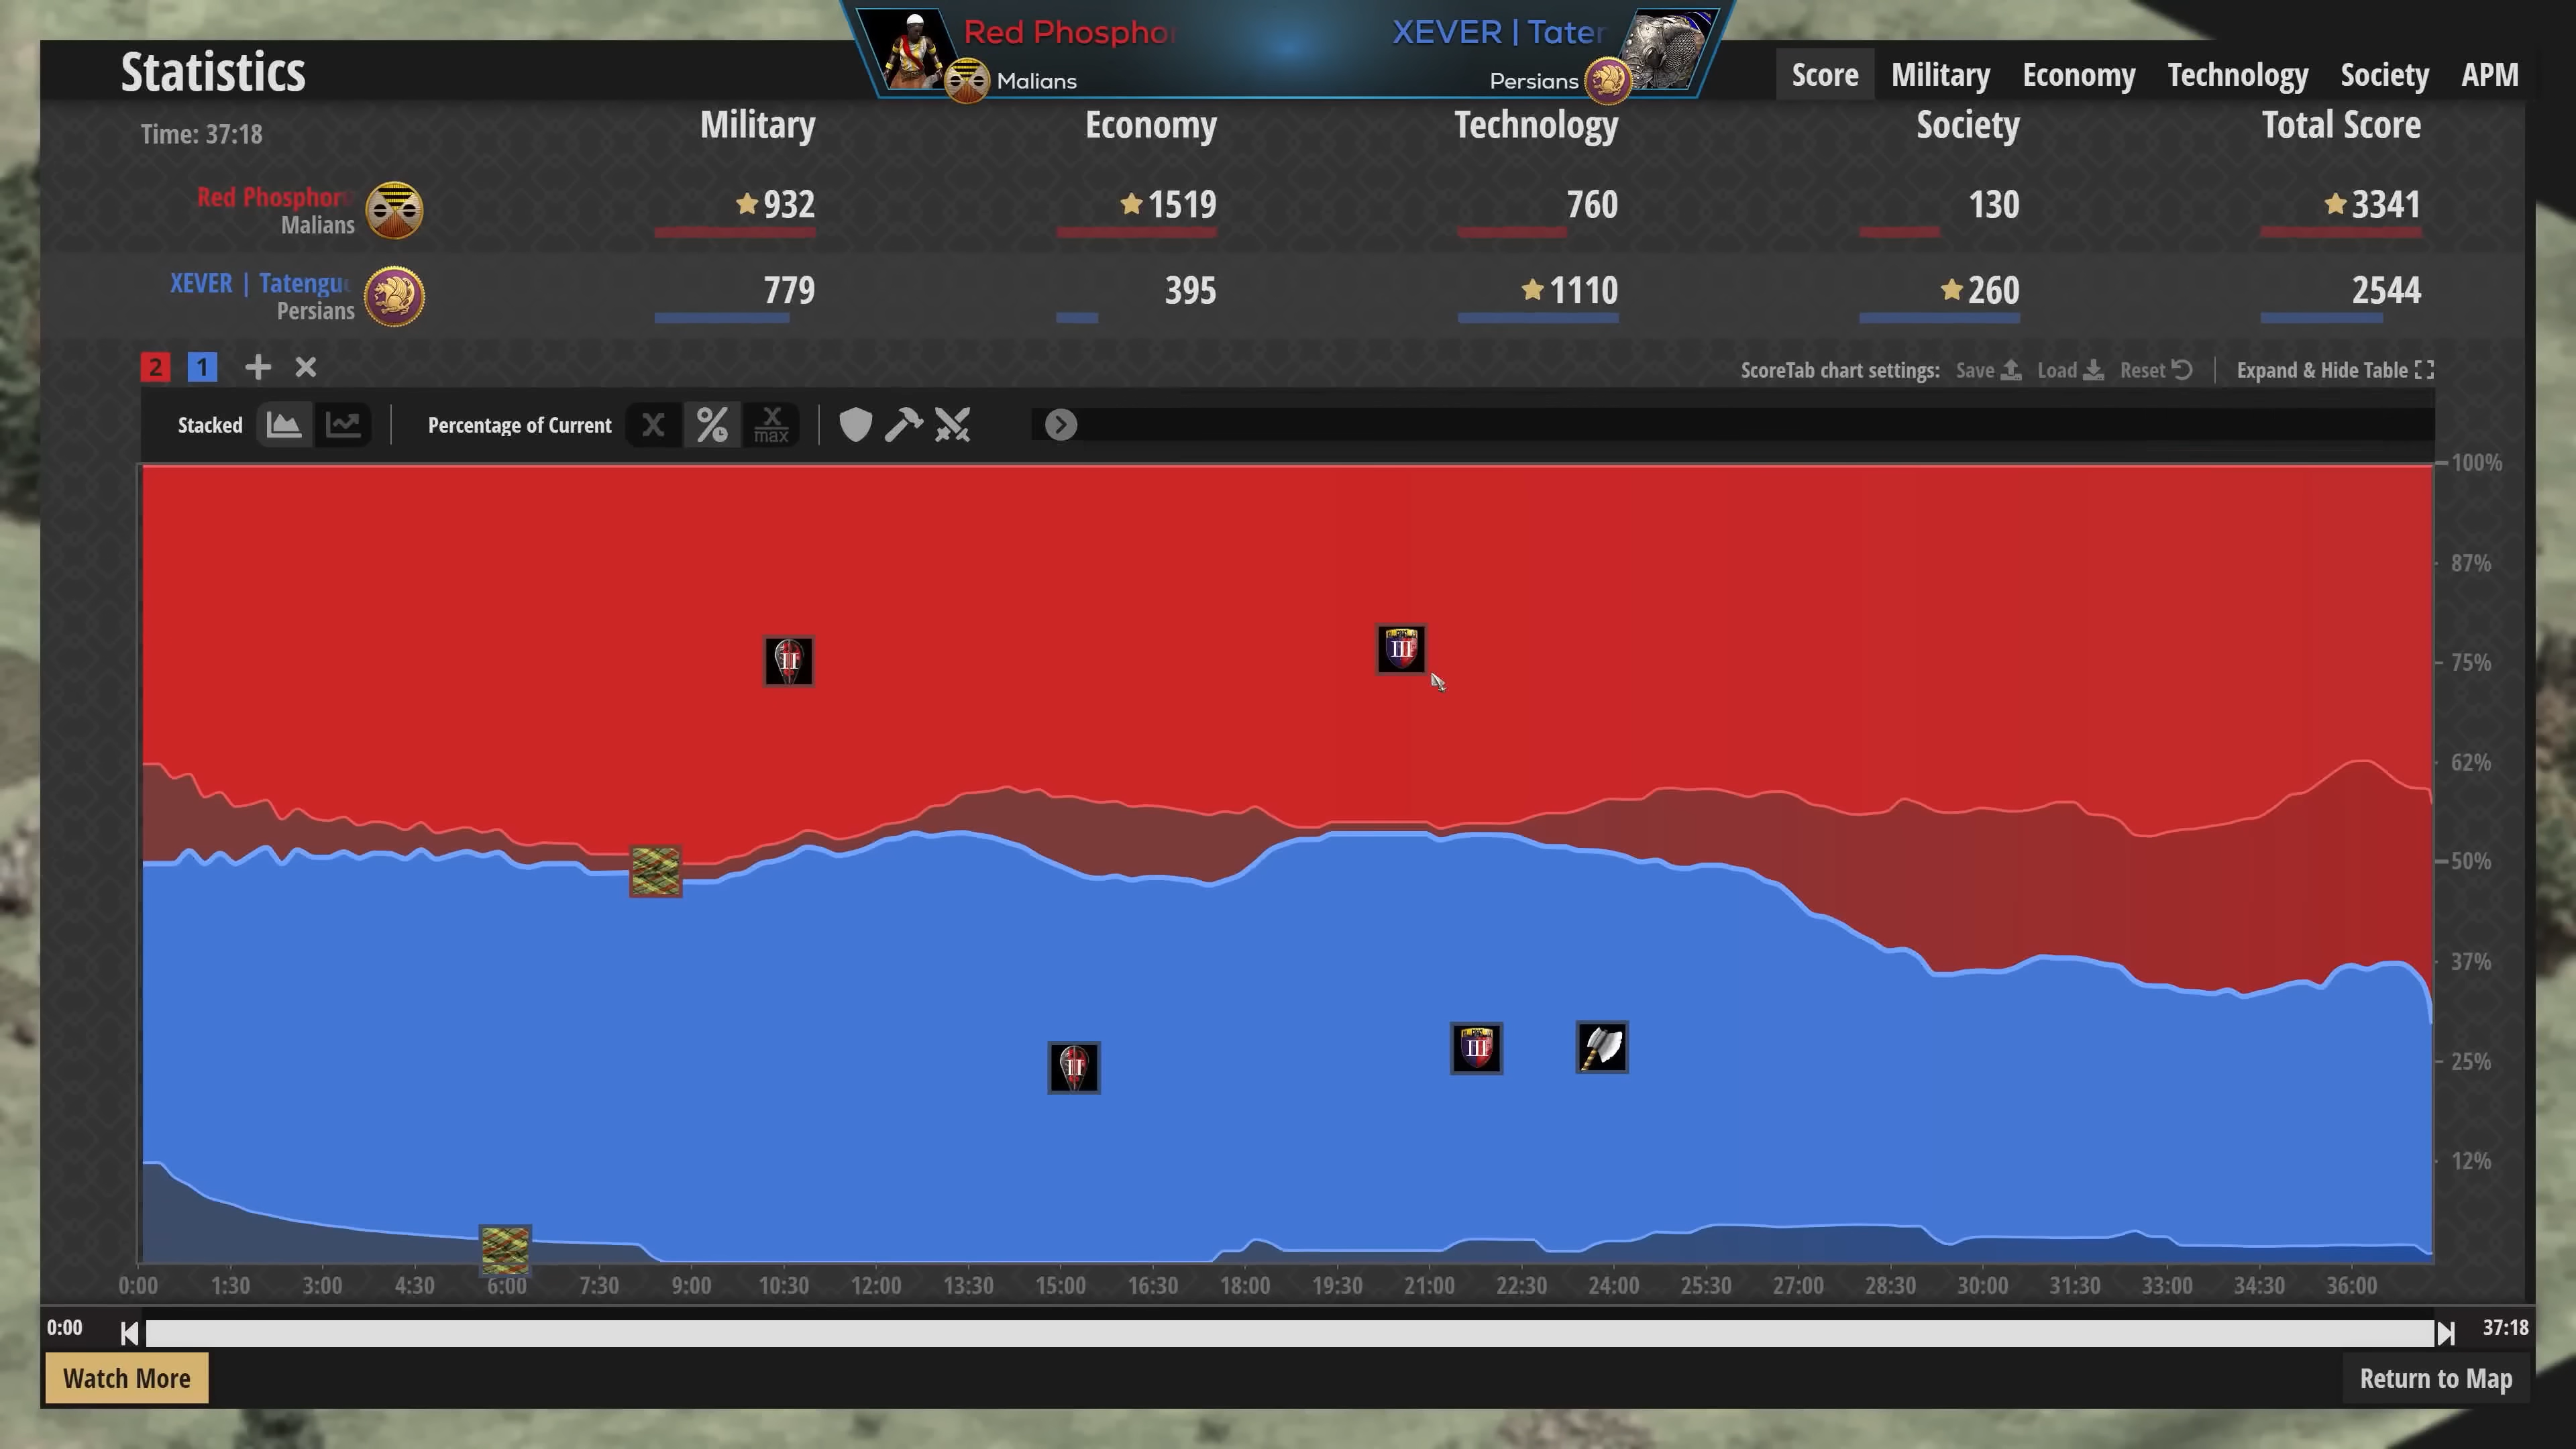 Red Phosphor
XEVER | Taten
Malians
Persians
Statistics
Score Military Economy Technology Society APM
Time: 37:18
Military Economy Technology Society Total Score
Red Phosphor
Malians
932 1519 760 130 3341
XEVER | Tatengu
Persians
779 395 1110 260 2544
2 1
ScoreTab chart settings: Save Load Reset | Expand & Hide Table
Stacked
Percentage of Current
X % X max
100%
87%
75%
62%
50%
37%
25%
12%
II
III
II
III
0:00 1:30 3:00 4:30 6:00 7:30 9:00 10:30 12:00 13:30 15:00 16:30 18:00 19:30 21:00 22:30 24:00 25:30 27:00 28:30 30:00 31:30 33:00 34:30 36:00
0:00
37:18
Watch More
Return to Map